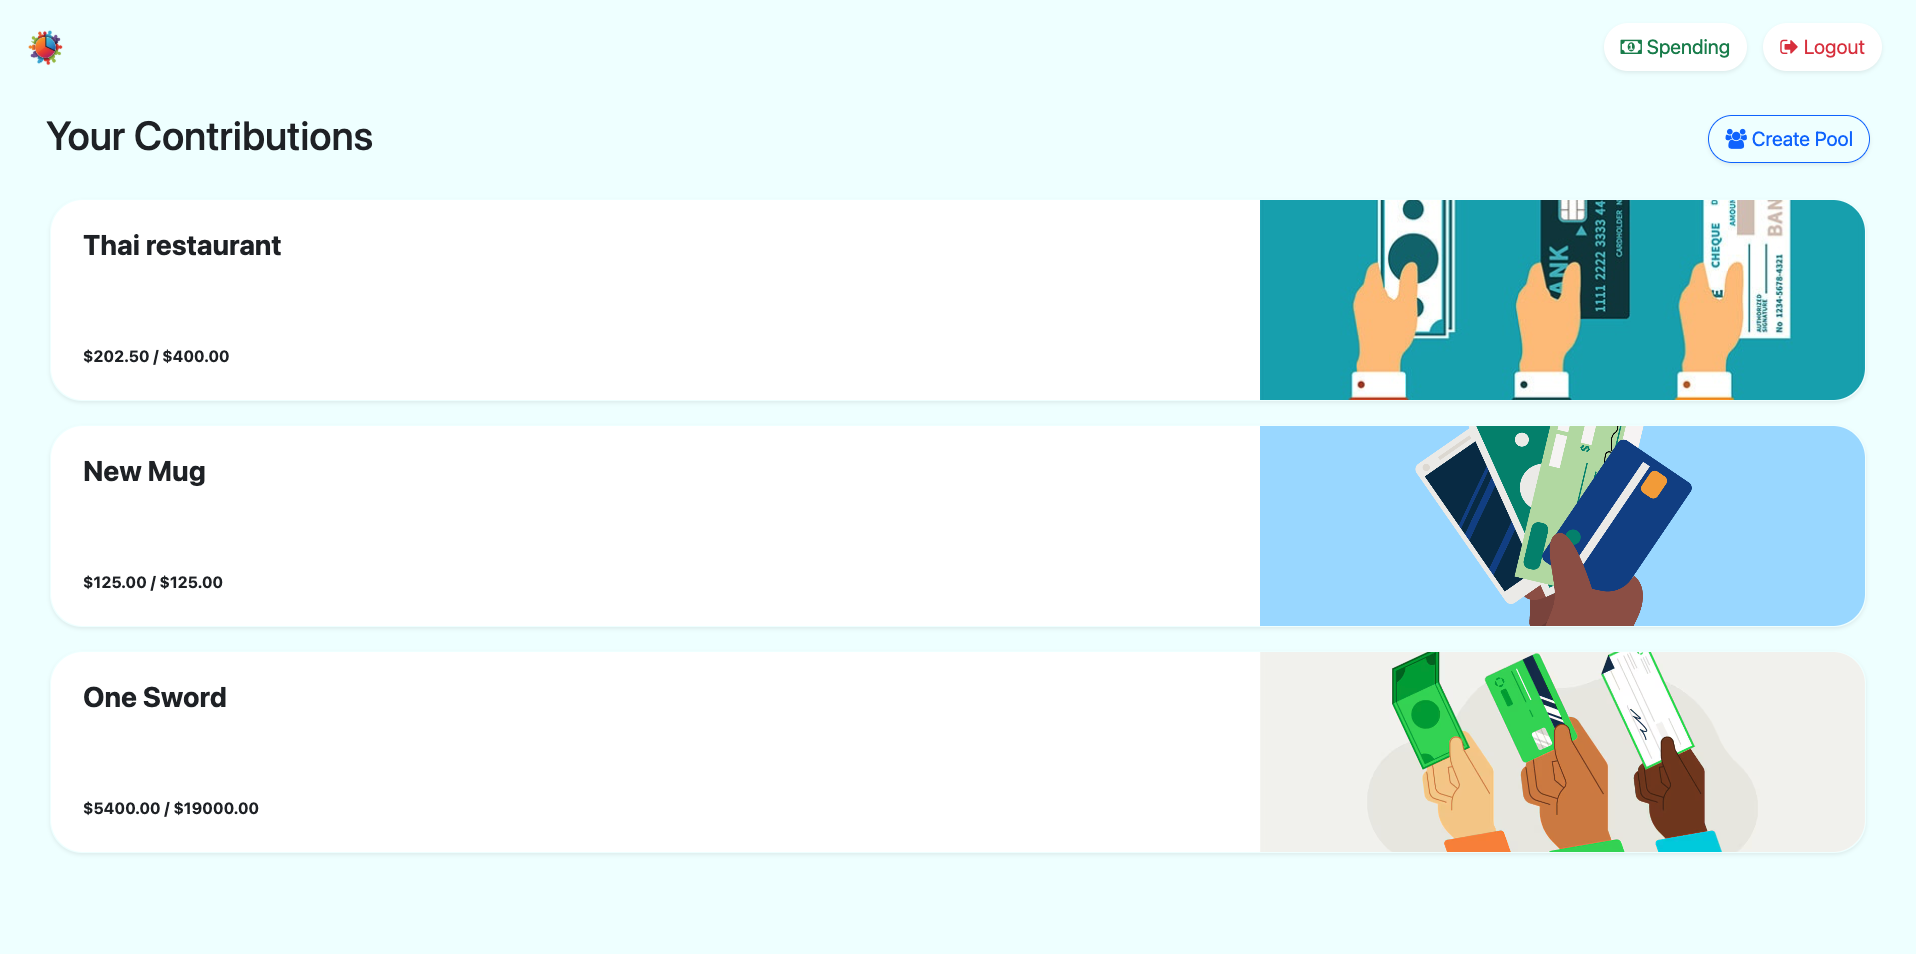 Spending
Logout
Your Contributions
Create Pool
Thai restaurant
$202.50 / $400.00
ANK
1111 2222 3333 44
CARDHOLDER N
CHEQUE
AMOUN
BAN
AUTHORIZED
SIGNATURE
No 1234-5678-4321
New Mug
$125.00 / $125.00
$
One Sword
$5400.00 / $19000.00